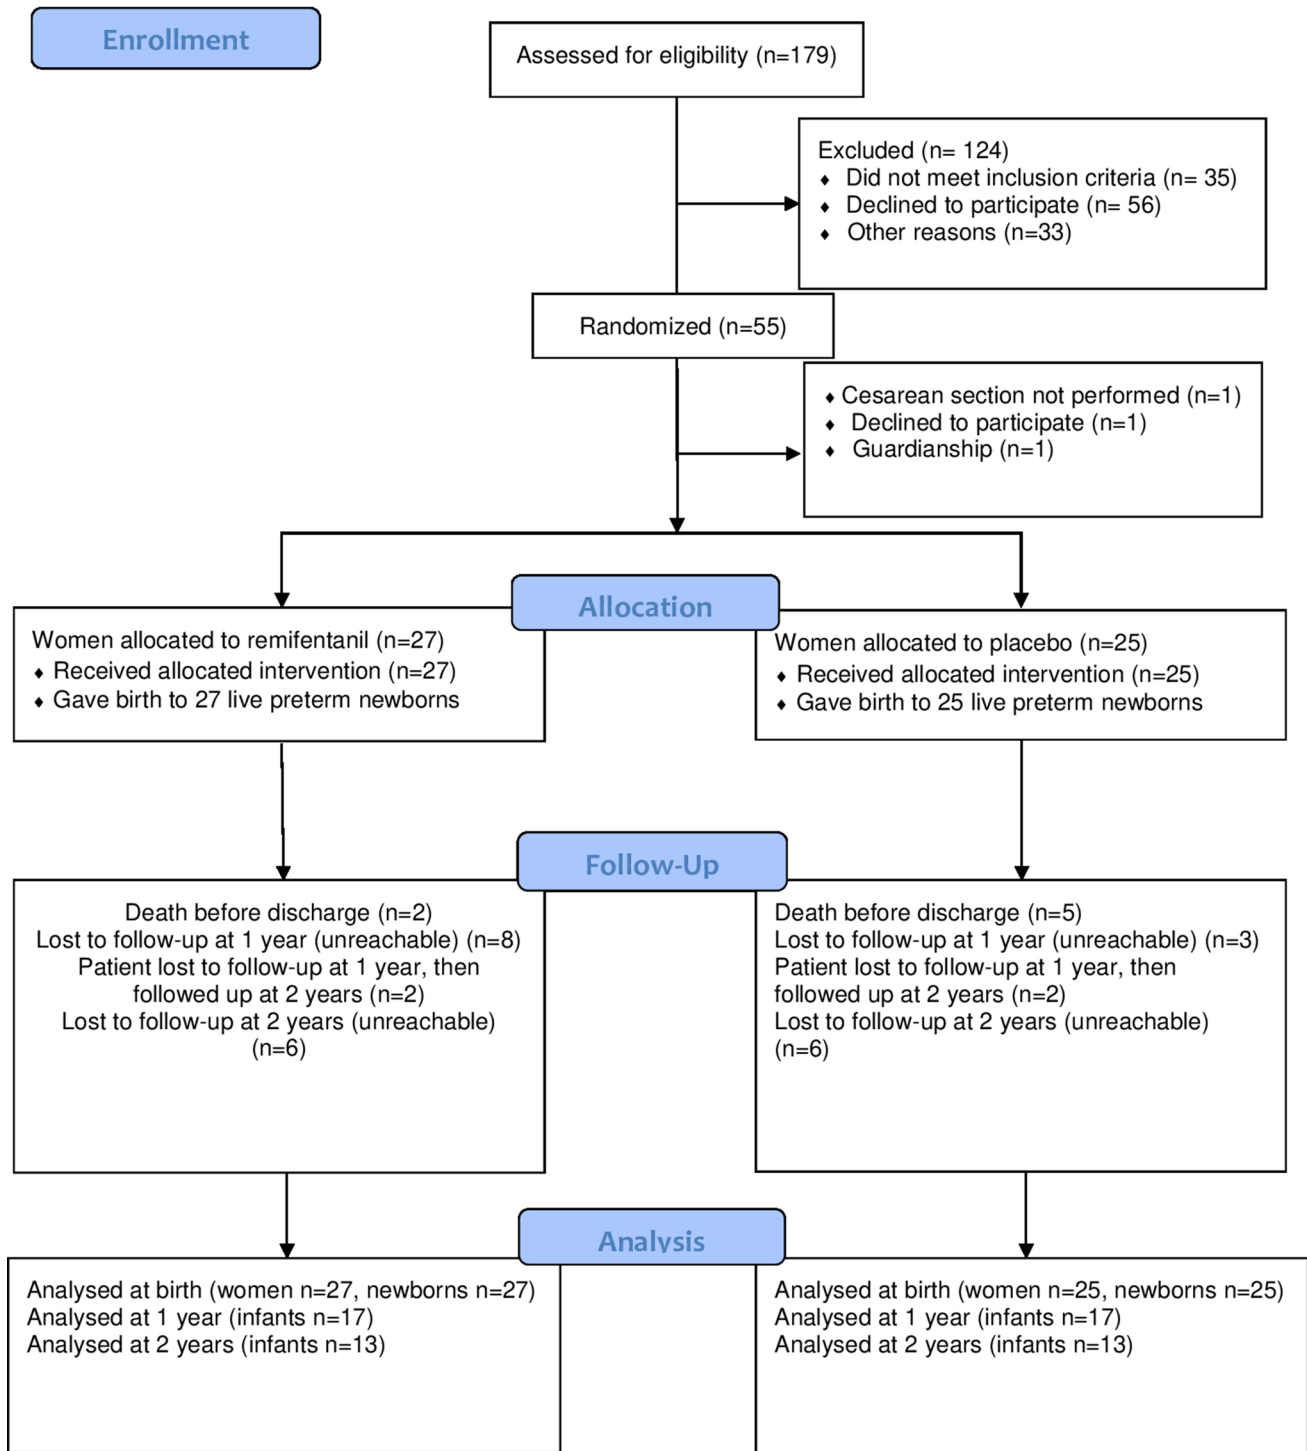 Enrollment
Assessed for eligibility (n=179)
Excluded (n= 124)
♦ Did not meet inclusion criteria (n= 35)
♦ Declined to participate (n= 56)
♦ Other reasons (n=33)
Randomized (n=55)
♦ Cesarean section not performed (n=1)
♦ Declined to participate (n=1)
♦ Guardianship (n=1)
Allocation
Women allocated to remifentanil (n=27)
♦ Received allocated intervention (n=27)
♦ Gave birth to 27 live preterm newborns
Women allocated to placebo (n=25)
♦ Received allocated intervention (n=25)
♦ Gave birth to 25 live preterm newborns
Follow-Up
Death before discharge (n=2)
Lost to follow-up at 1 year (unreachable) (n=8)
Patient lost to follow-up at 1 year, then
followed up at 2 years (n=2)
Lost to follow-up at 2 years (unreachable)
(n=6)
Death before discharge (n=5)
Lost to follow-up at 1 year (unreachable) (n=3)
Patient lost to follow-up at 1 year, then
followed up at 2 years (n=2)
Lost to follow-up at 2 years (unreachable)
(n=6)
Analysis
Analysed at birth (women n=27, newborns n=27)
Analysed at 1 year (infants n=17)
Analysed at 2 years (infants n=13)
Analysed at birth (women n=25, newborns n=25)
Analysed at 1 year (infants n=17)
Analysed at 2 years (infants n=13)